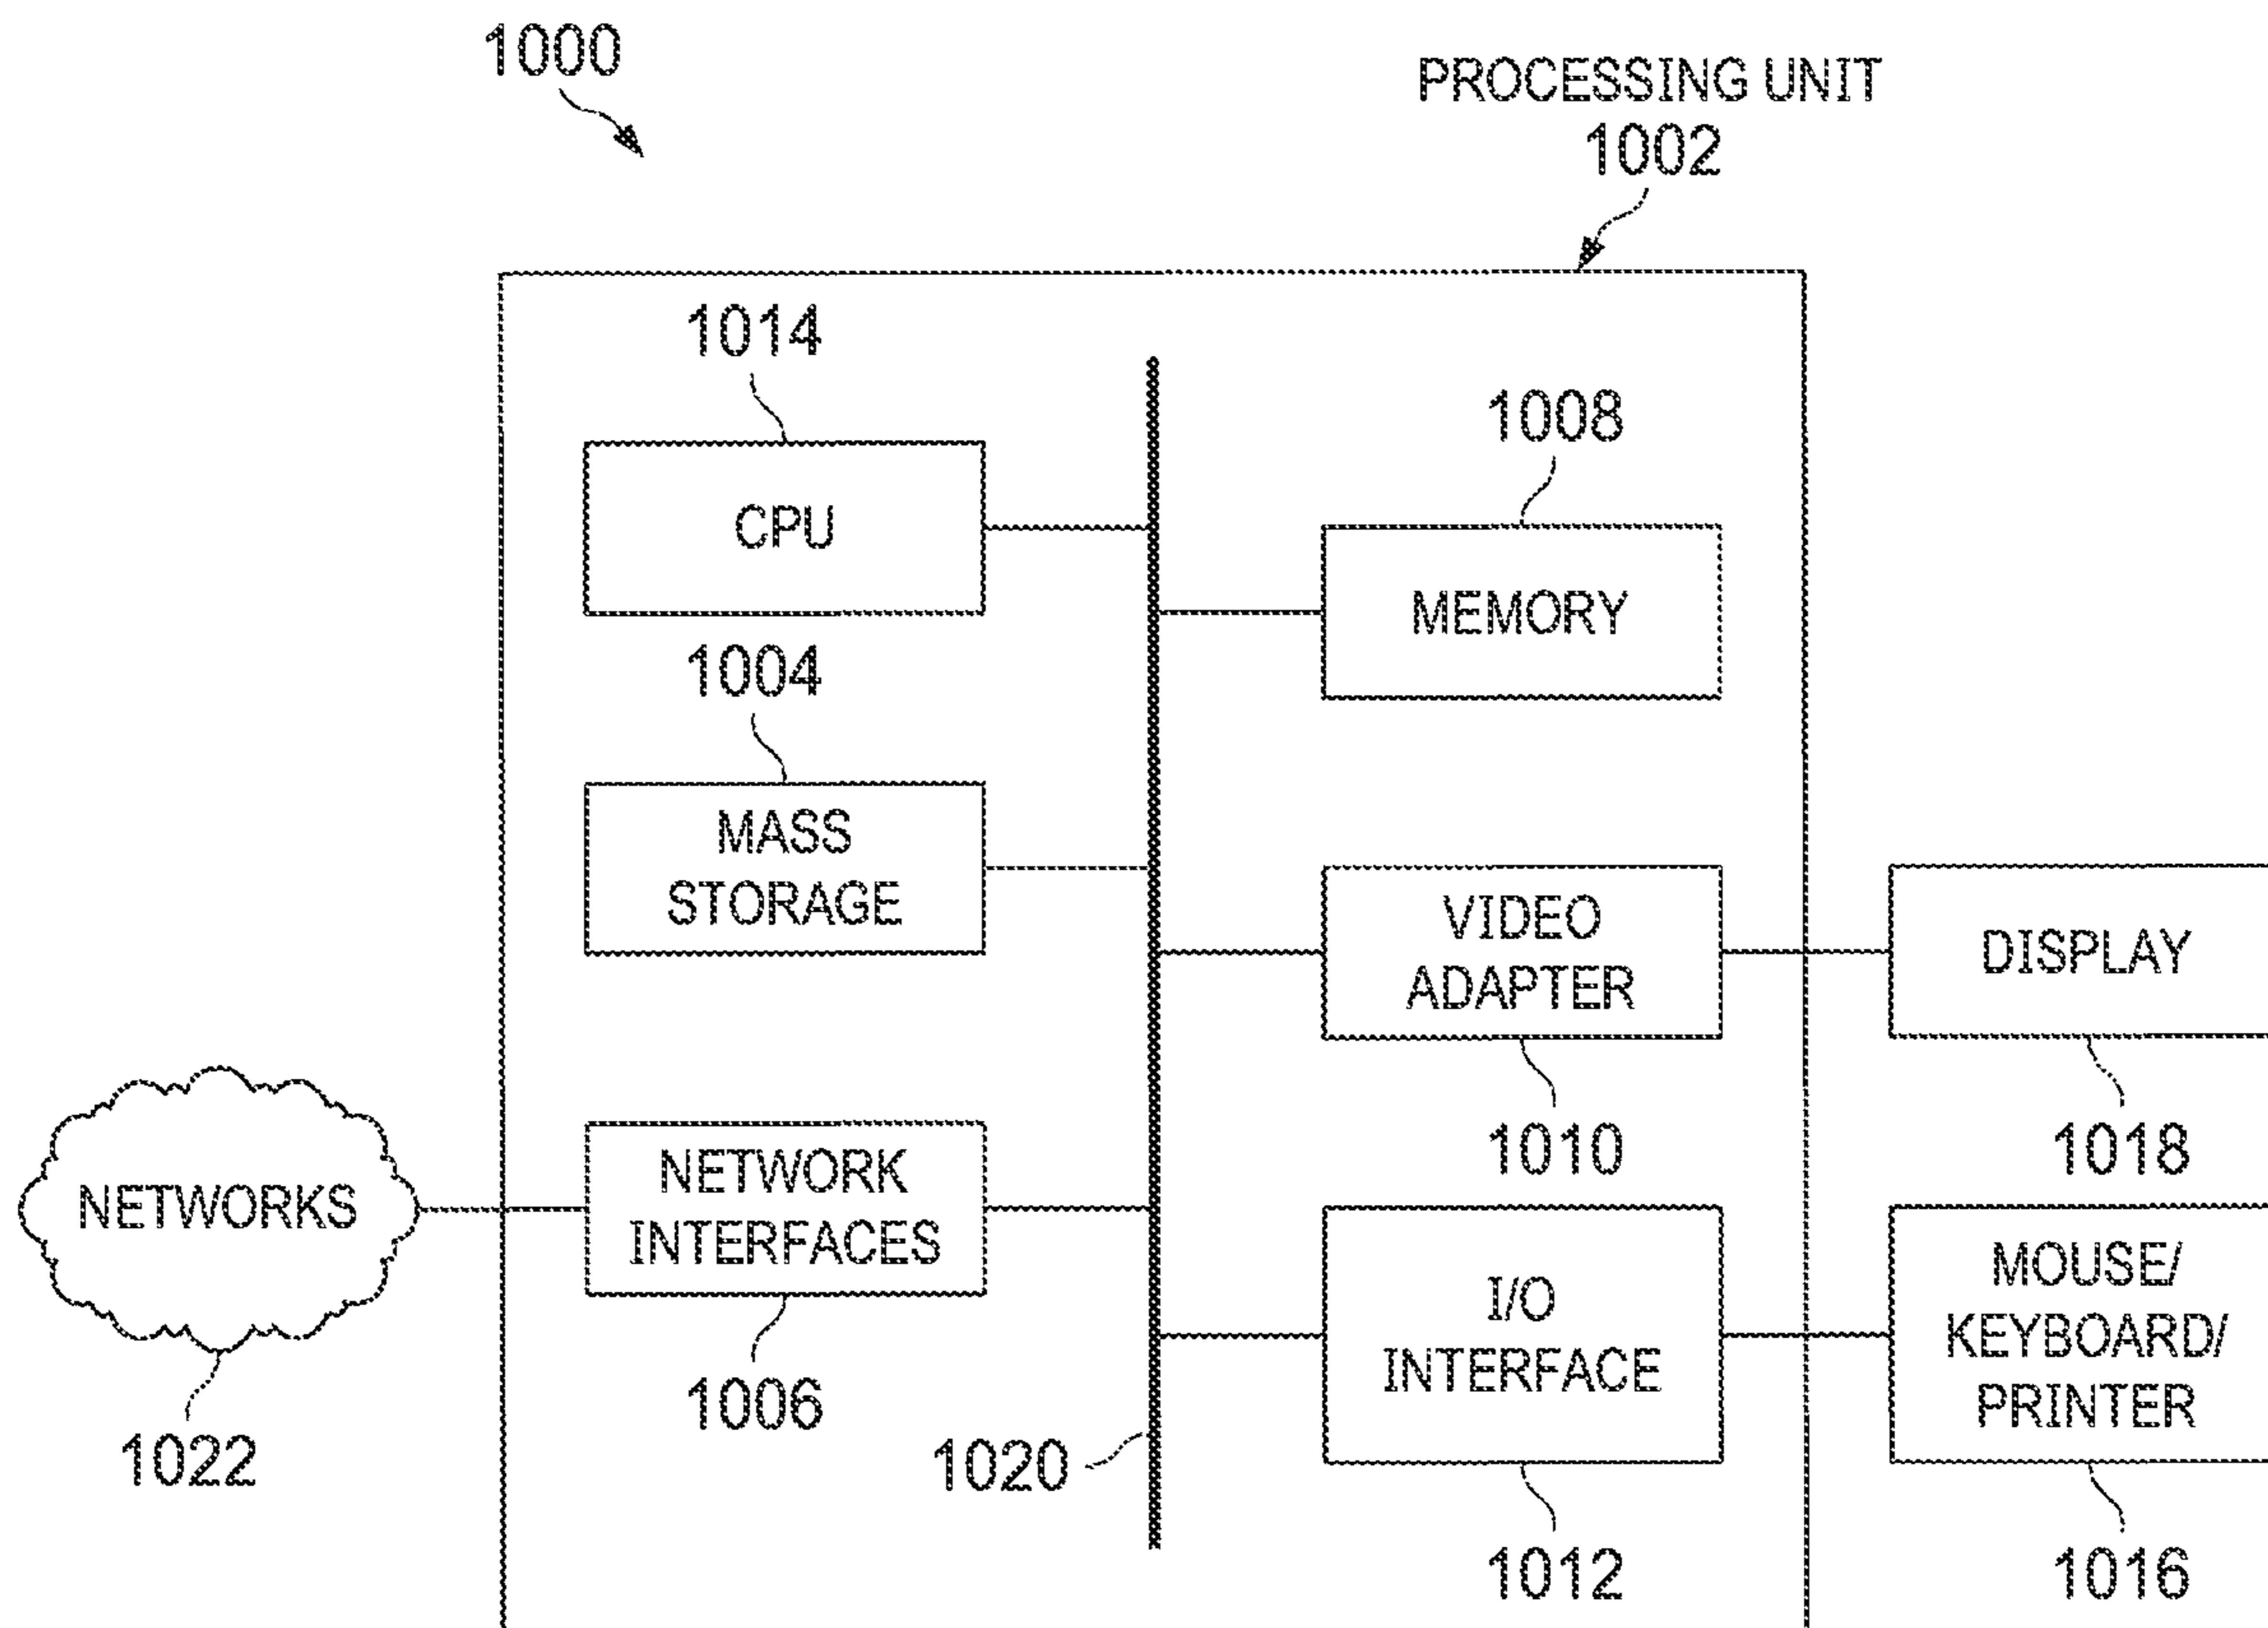 1000
PROCESSING UNIT
1002
1014
CPU
1008
MEMORY
1004
MASS
STORAGE
VIDEO
ADAPTER
1010
DISPLAY
1018
NETWORKS
1022
NETWORK
INTERFACES
1006
1020
I/O
INTERFACE
1012
MOUSE/
KEYBOARD/
PRINTER
1016